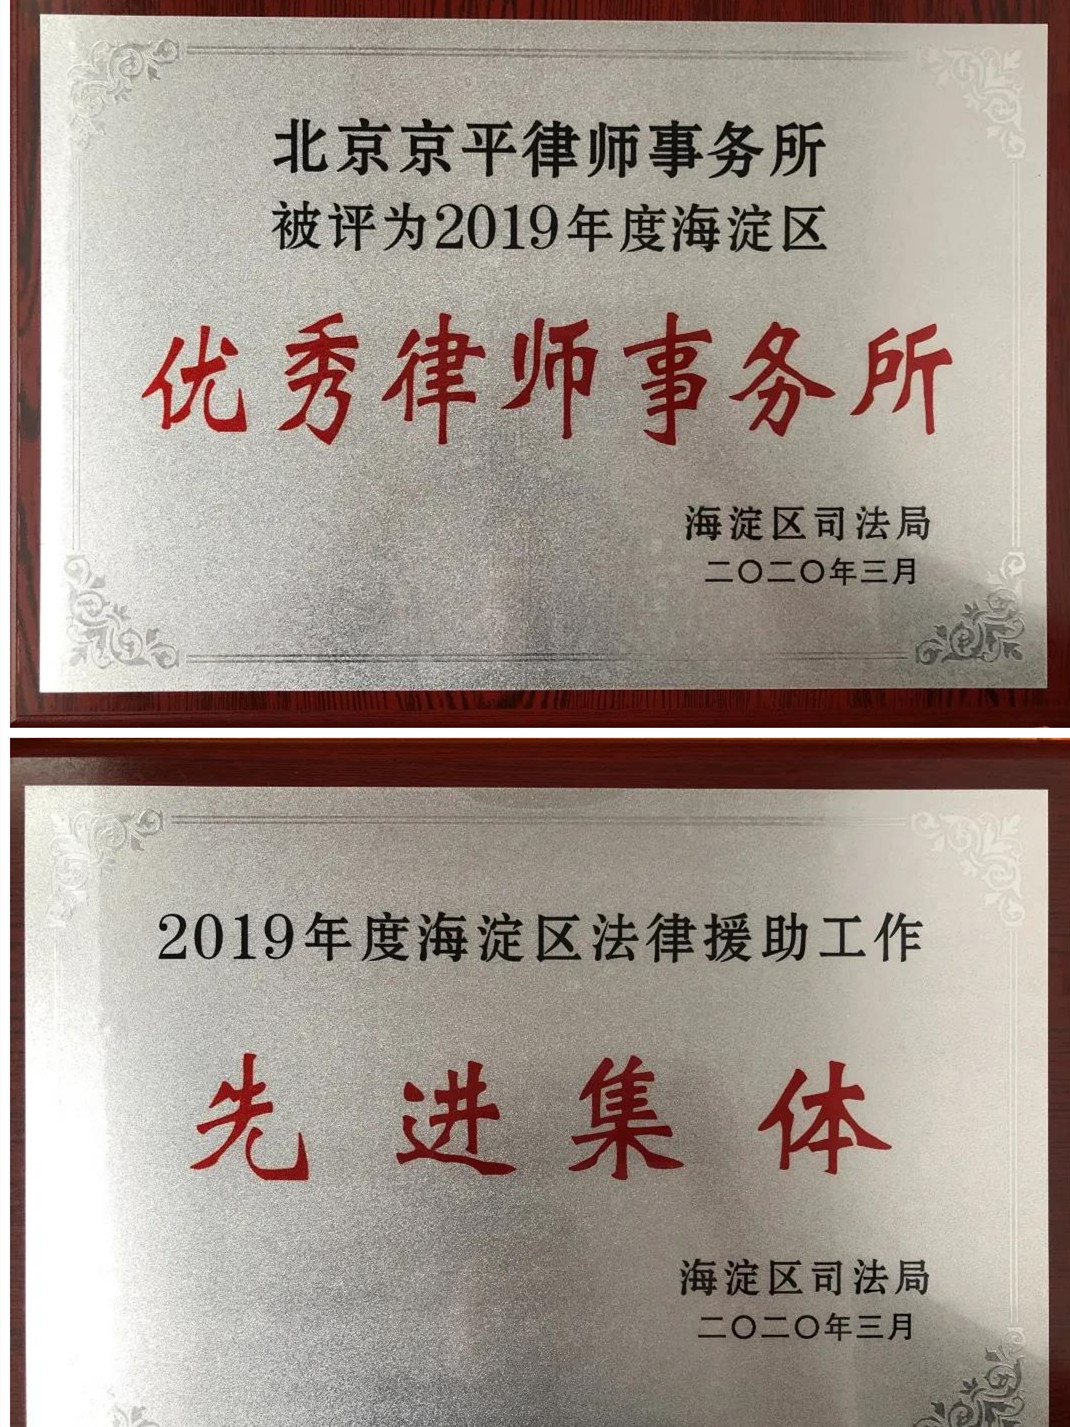 北京京平律师事务所
被评为2019年度海淀区
优秀律师事务所
海淀区司法局
二〇二〇年三月
2019年度海淀区法律援助工作
先进集体
海淀区司法局
二〇二〇年三月